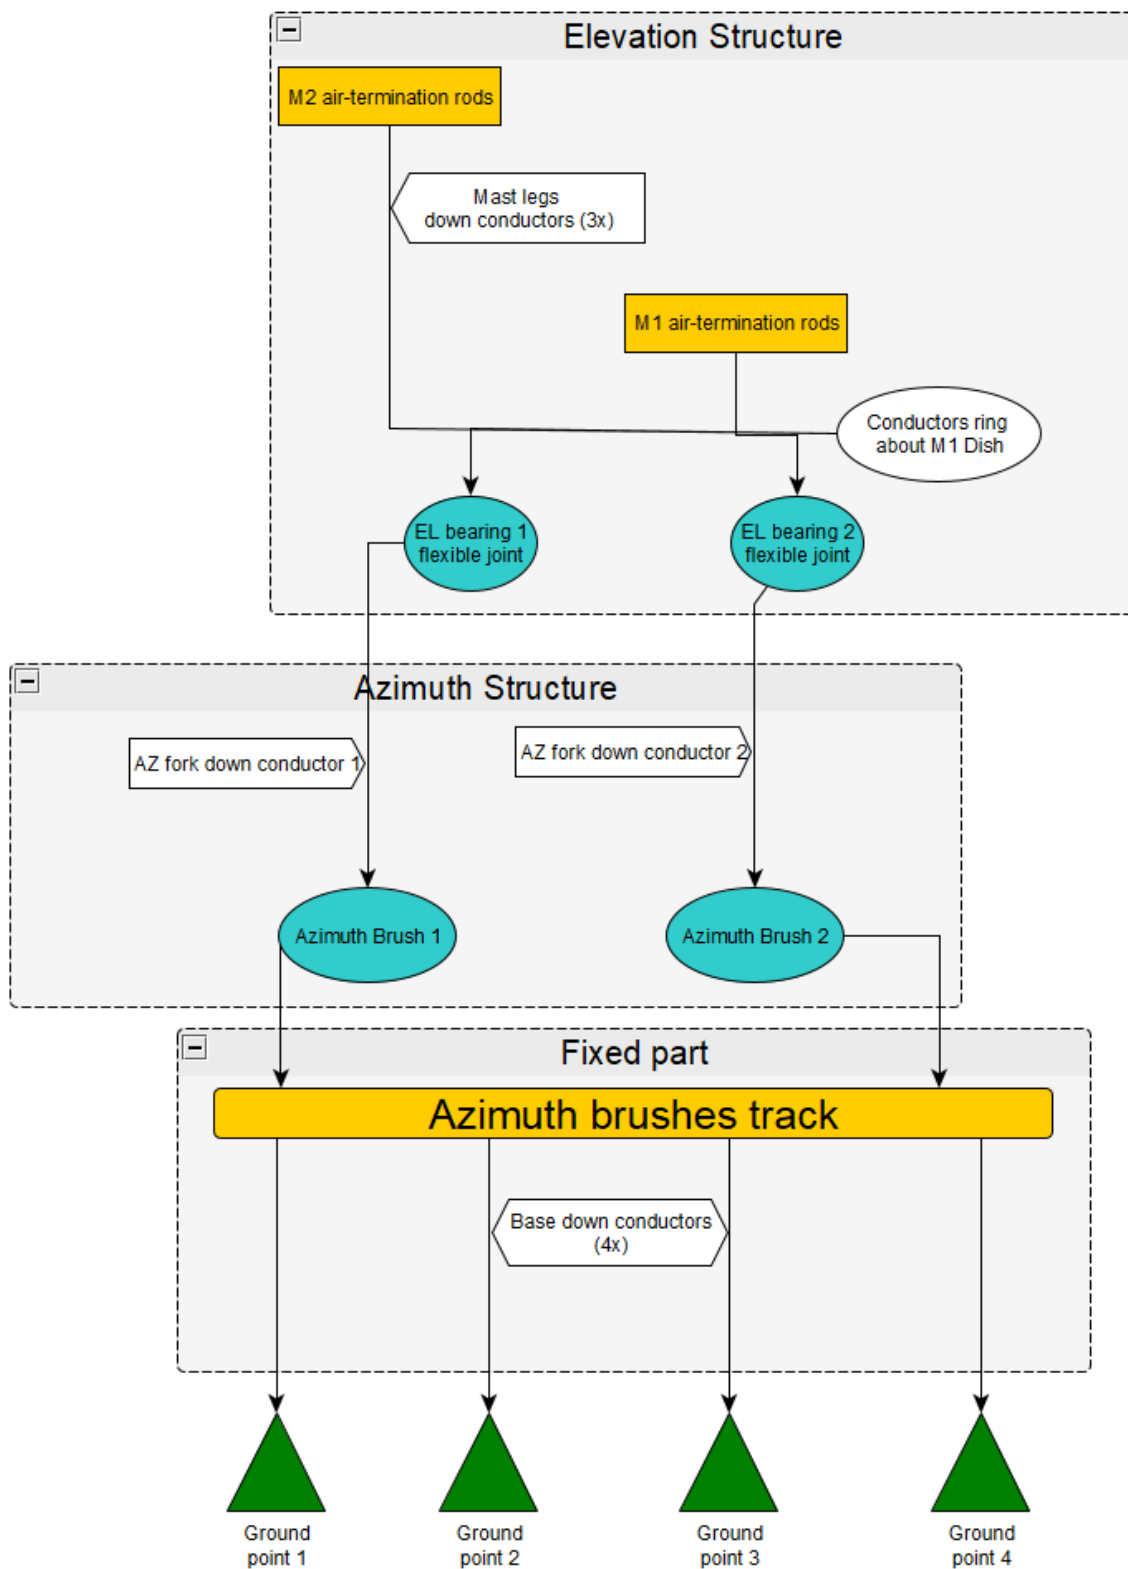 Elevation Structure
M2 air-termination rods
Mast legs
down conductors (3x)
M1 air-termination rods
Conductors ring
about M1 Dish
EL bearing 1
flexible joint
EL bearing 2
flexible joint
Azimuth Structure
AZ fork down conductor 1
AZ fork down conductor 2
Azimuth Brush 1
Azimuth Brush 2
Fixed part
Azimuth brushes track
Base down conductors
(4x)
Ground
point 1
Ground
point 2
Ground
point 3
Ground
point 4